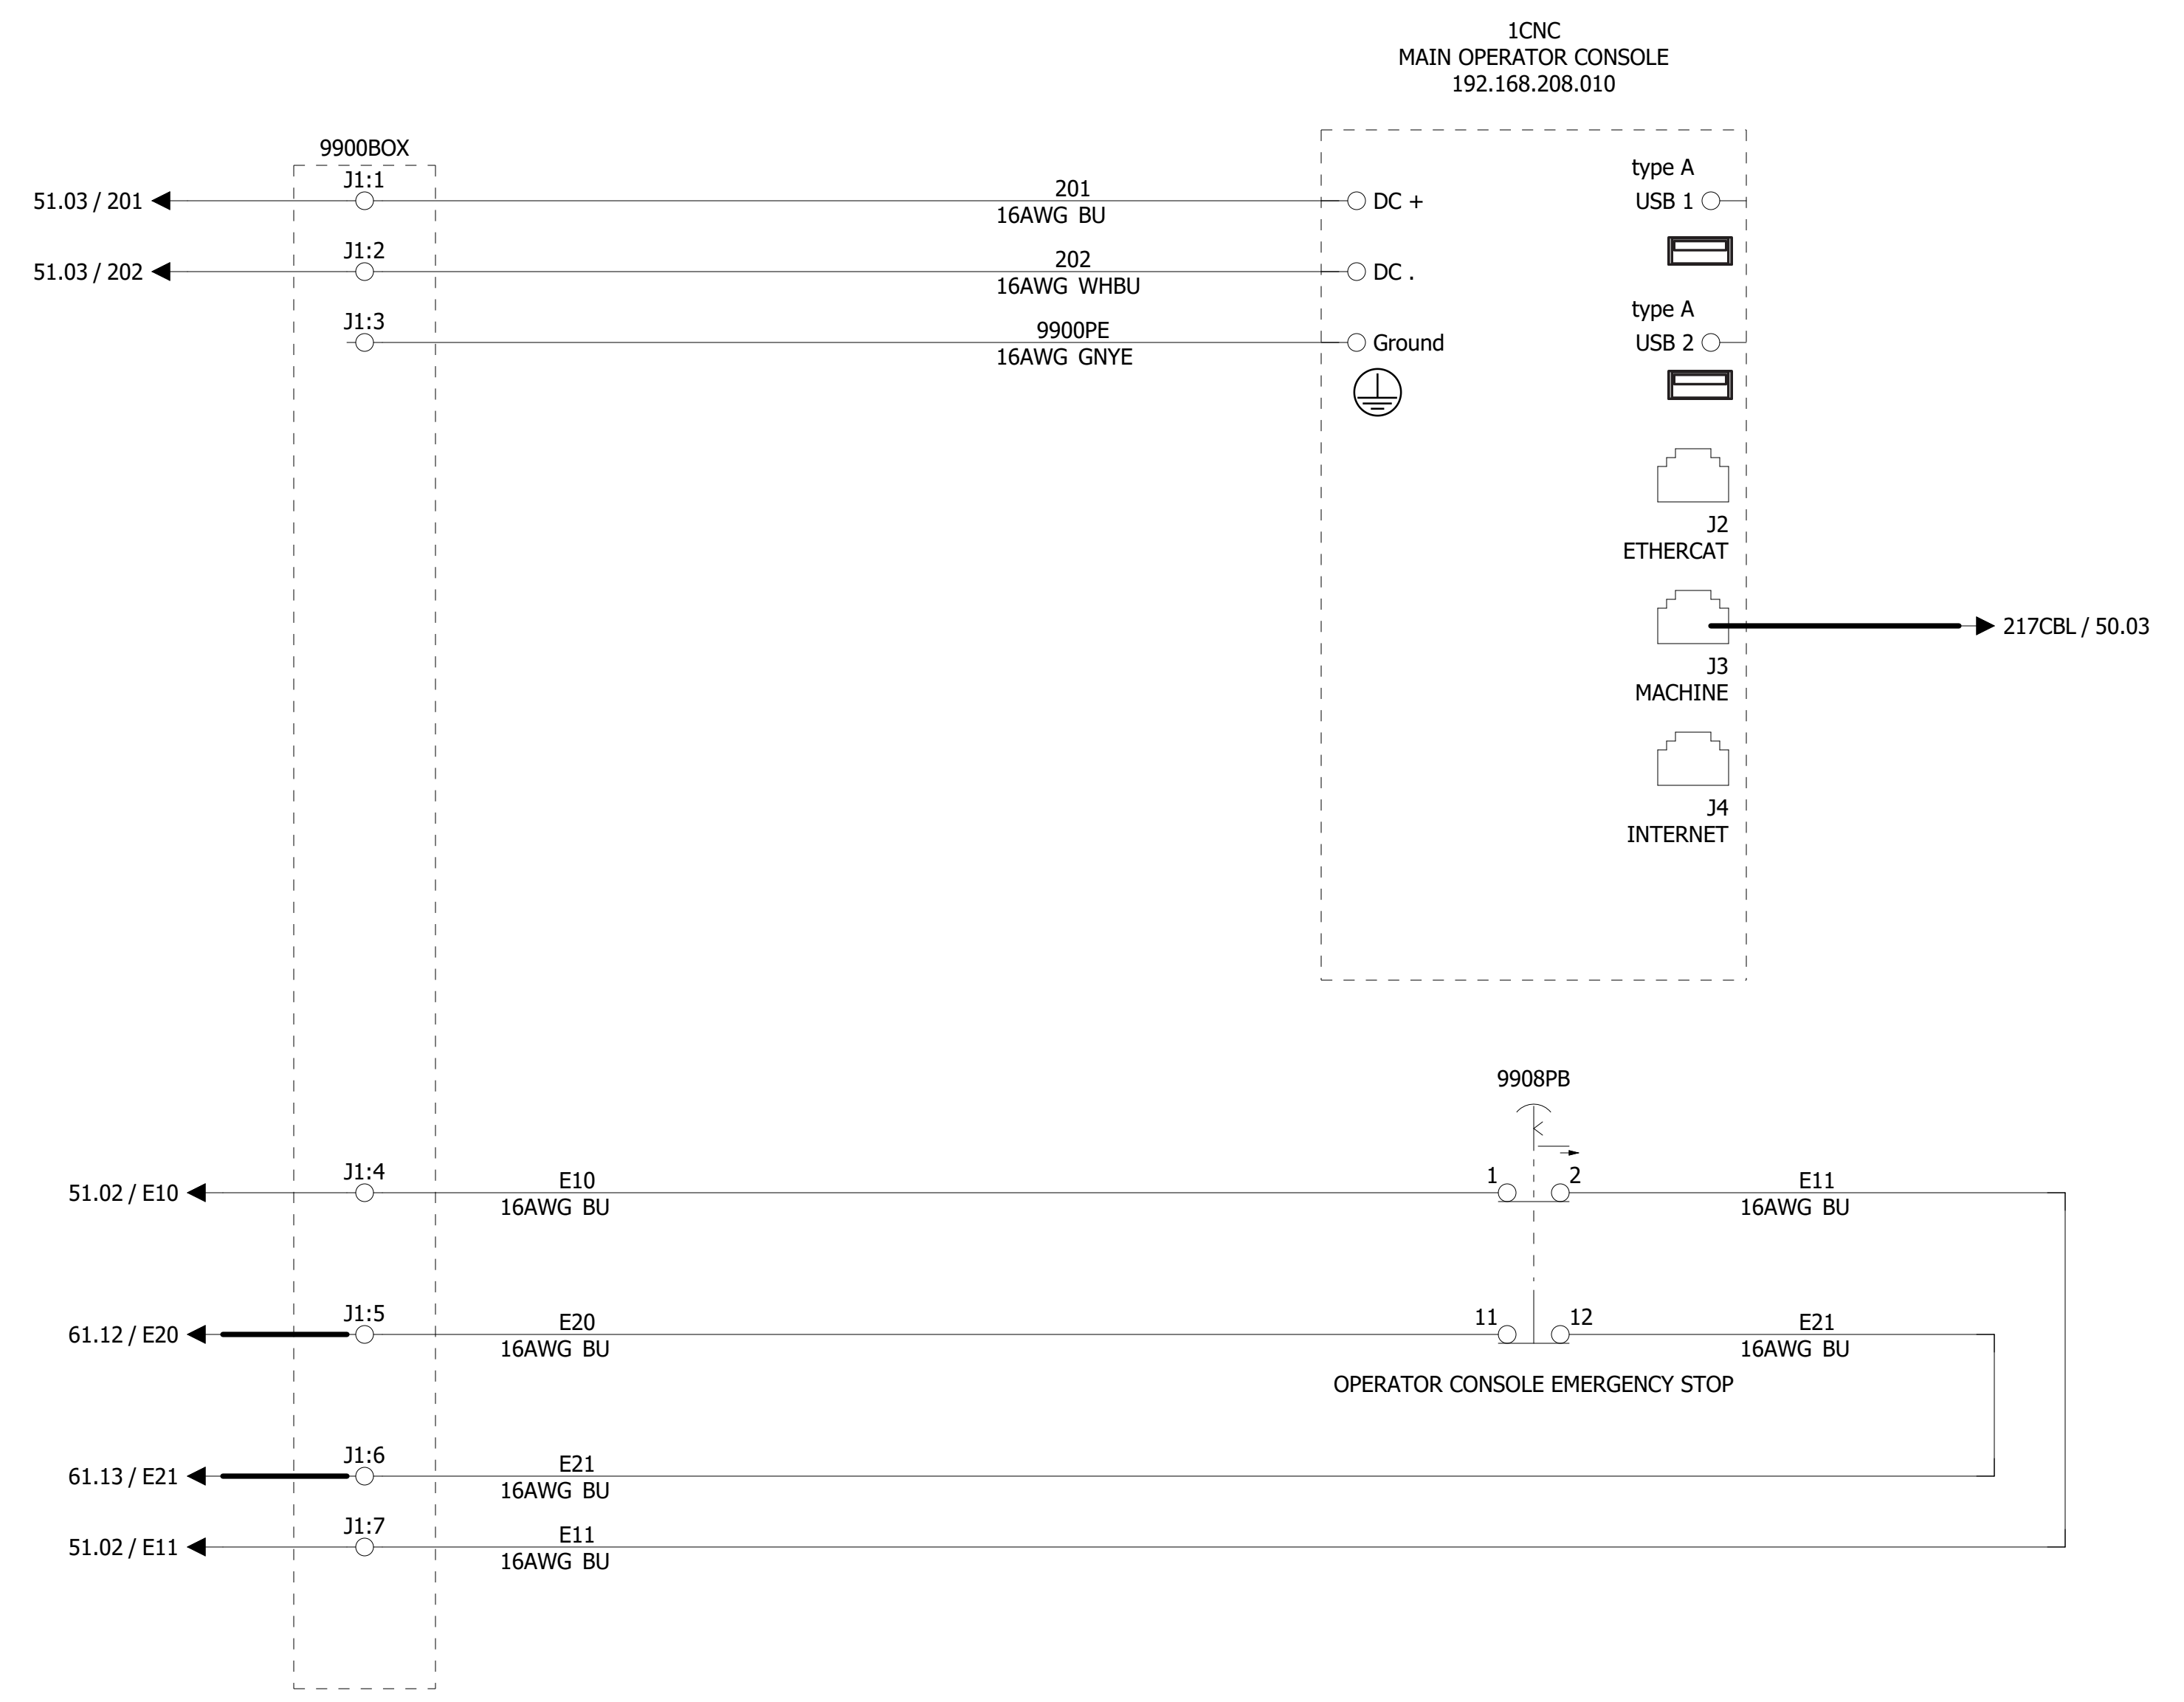 1CNC
MAIN OPERATOR CONSOLE
192.168.208.010
9900BOX
J1:1
51.03 / 201
201
16AWG BU
DC +
type A
USB 1
J1:2
51.03 / 202
202
16AWG WHBU
DC .
type A
J1:3
9900PE
16AWG GNYE
Ground
USB 2
J2
ETHERCAT
217CBL / 50.03
J3
MACHINE
J4
INTERNET
9908PB
J1:4
51.02 / E10
E10
16AWG BU
1
2
E11
16AWG BU
J1:5
61.12 / E20
E20
16AWG BU
11
12
E21
16AWG BU
OPERATOR CONSOLE EMERGENCY STOP
J1:6
61.13 / E21
E21
16AWG BU
J1:7
51.02 / E11
E11
16AWG BU